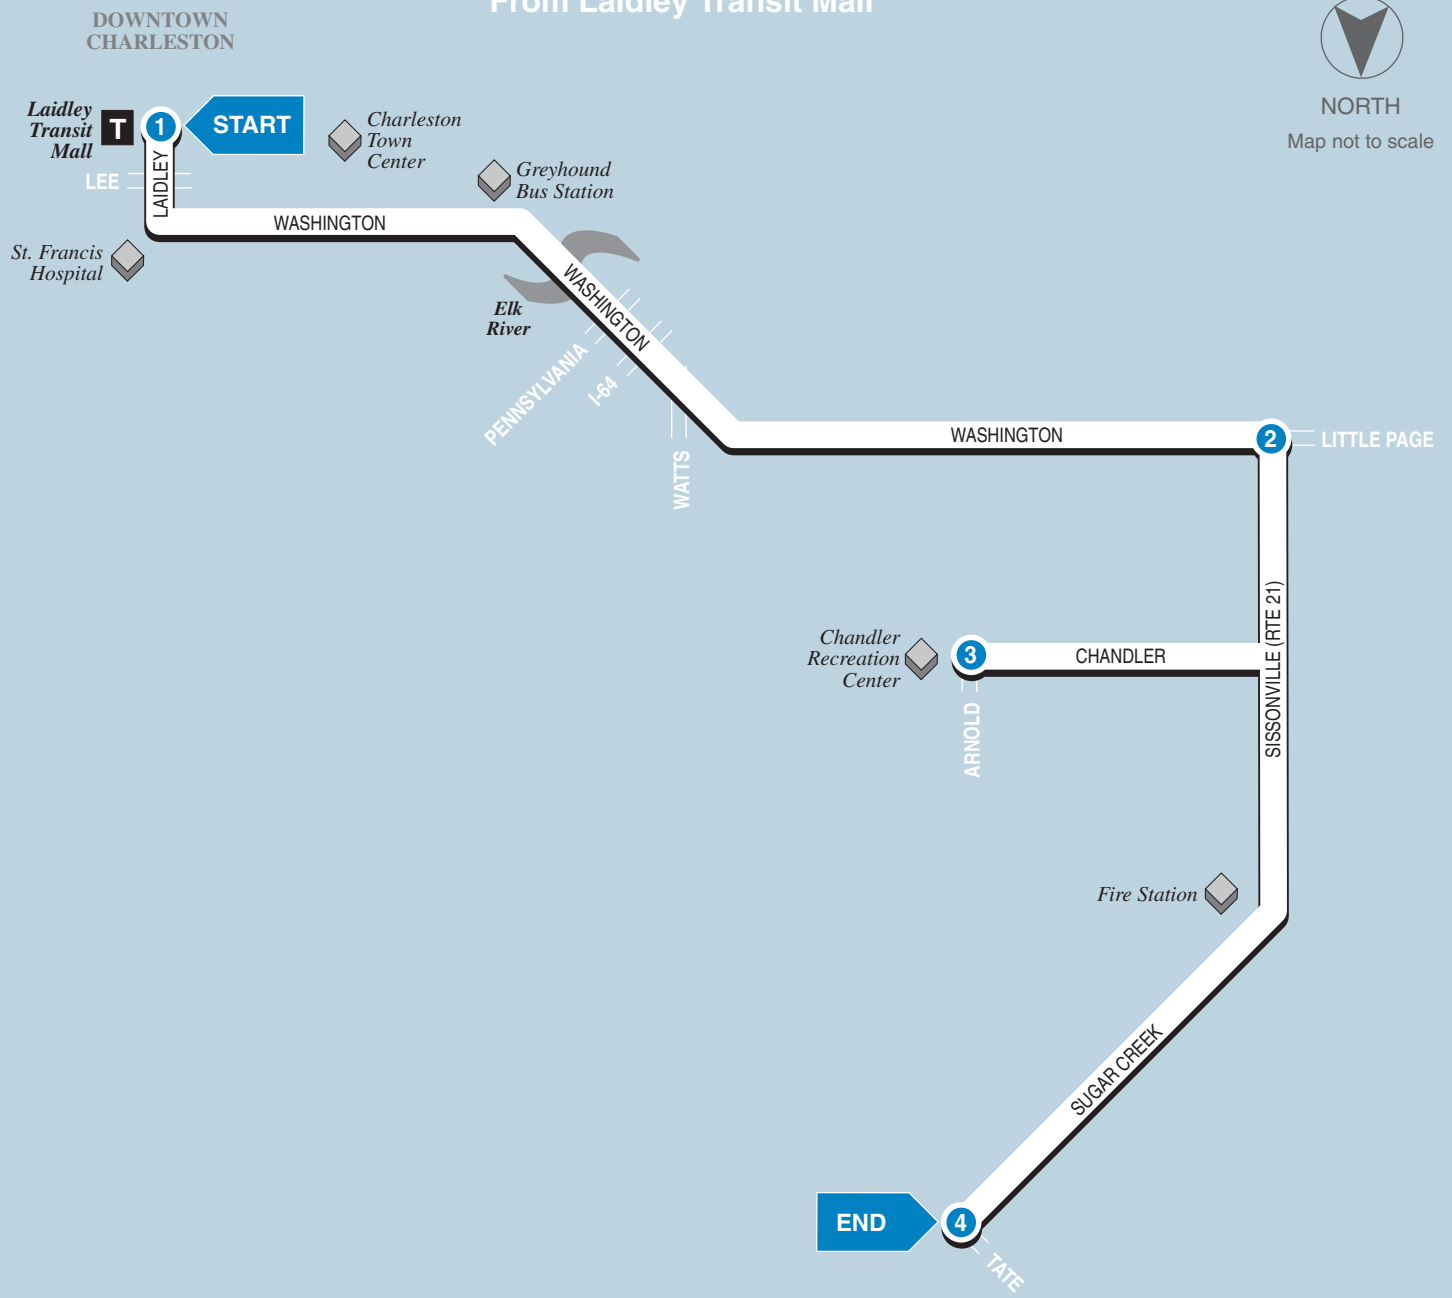 From Laidley Transit Mall
DOWNTOWN
CHARLESTON
NORTH
Map not to scale
Laidley
Transit
Mall
T
1
START
Charleston
Town
Center
Greyhound
Bus Station
LEE
LAIDLEY
WASHINGTON
St. Francis
Hospital
Elk
River
WASHINGTON
PENNSYLVANIA
I-64
WATTS
WASHINGTON
2
LITTLE PAGE
SISSONVILLE (RTE 21)
Chandler
Recreation
Center
3
CHANDLER
ARNOLD
Fire Station
SUGAR CREEK
END
4
TATE